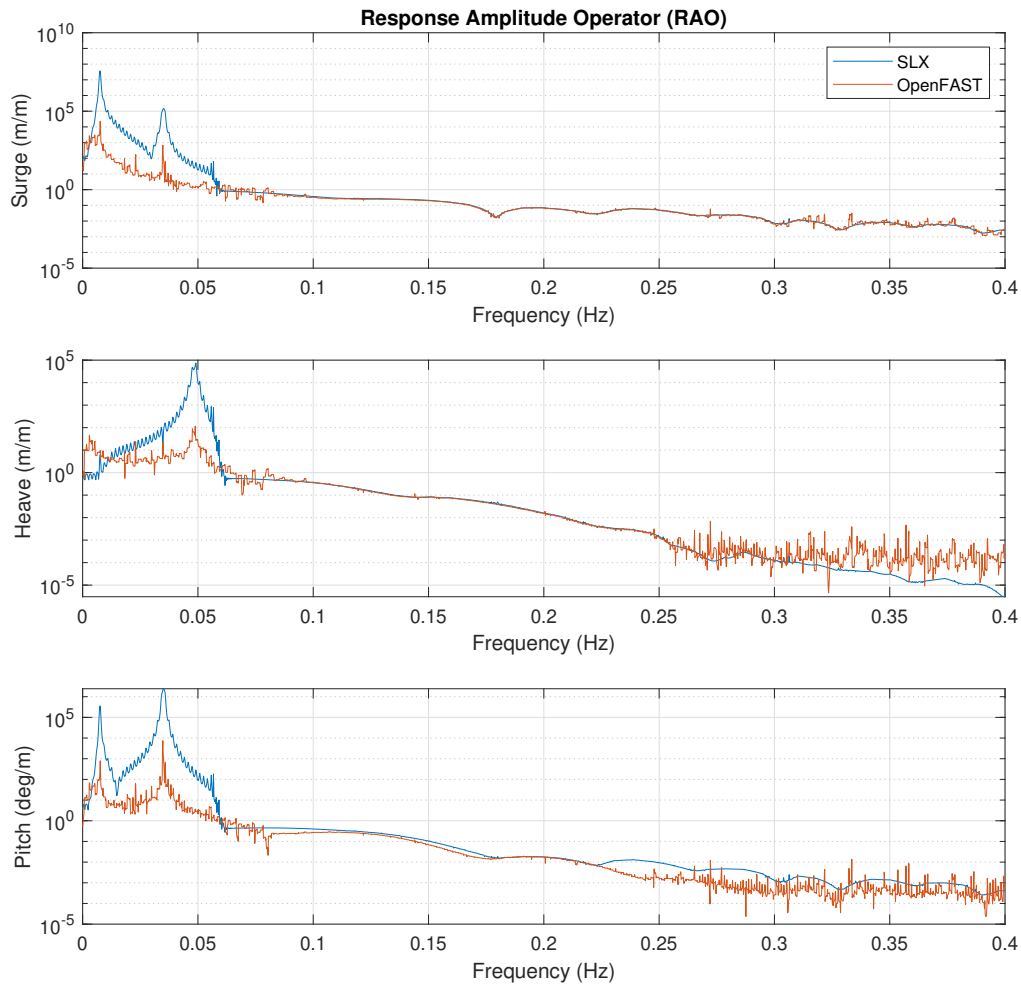 Response Amplitude Operator (RAO)
10^10
10^5
10^0
10^-5
Surge (m/m)
SLX
OpenFAST
0 0.05 0.1 0.15 0.2 0.25 0.3 0.35 0.4
Frequency (Hz)
10^5
10^0
10^-5
Heave (m/m)
0 0.05 0.1 0.15 0.2 0.25 0.3 0.35 0.4
Frequency (Hz)
10^5
10^0
10^-5
Pitch (deg/m)
0 0.05 0.1 0.15 0.2 0.25 0.3 0.35 0.4
Frequency (Hz)